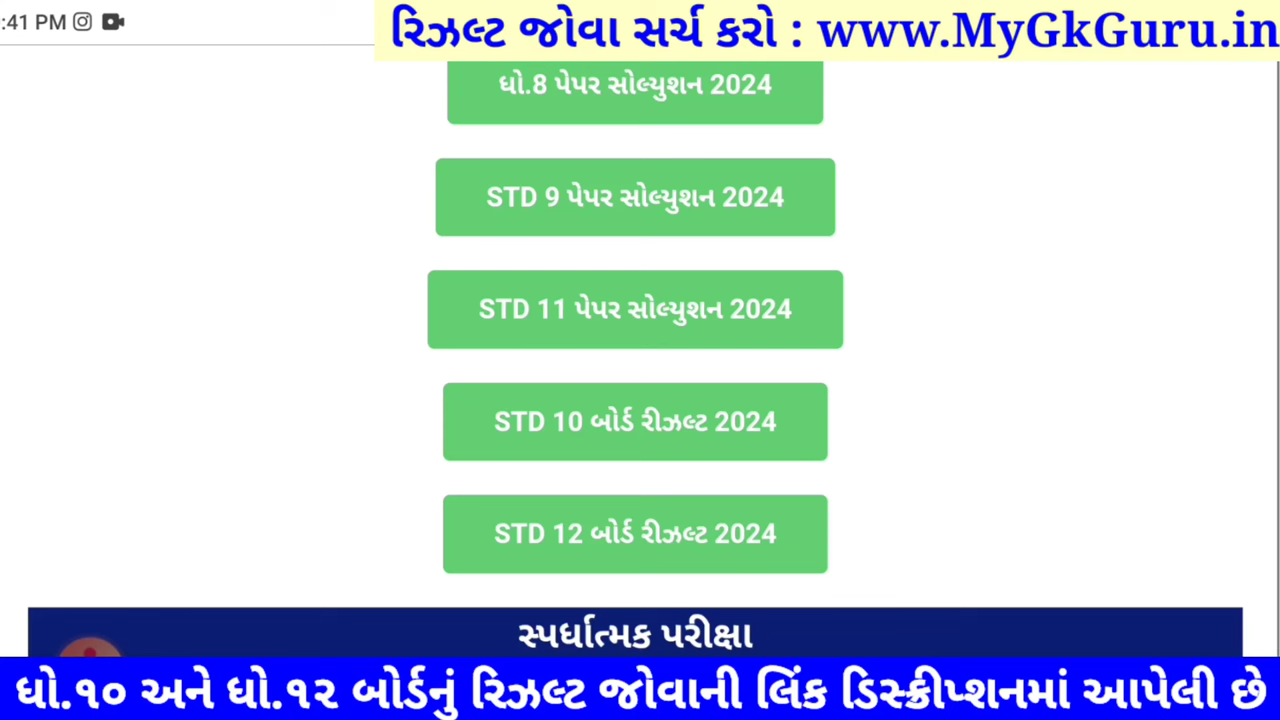 :41 PM
રિઝલ્ટ જોવા સર્ચ કરો : www.MyGkGuru.in
ધો.8 પેપર સોલ્યુશન 2024
STD 9 પેપર સોલ્યુશન 2024
STD 11 પેપર સોલ્યુશન 2024
STD 10 બોર્ડ રીઝલ્ટ 2024
STD 12 બોર્ડ રીઝલ્ટ 2024
સ્પર્ધાત્મક પરીક્ષા
ધો.૧૦ અને ધો.૧૨ બોર્ડનું રિઝલ્ટ જોવાની લિંક ડિસ્ક્રીપ્શનમાં આપેલી છે